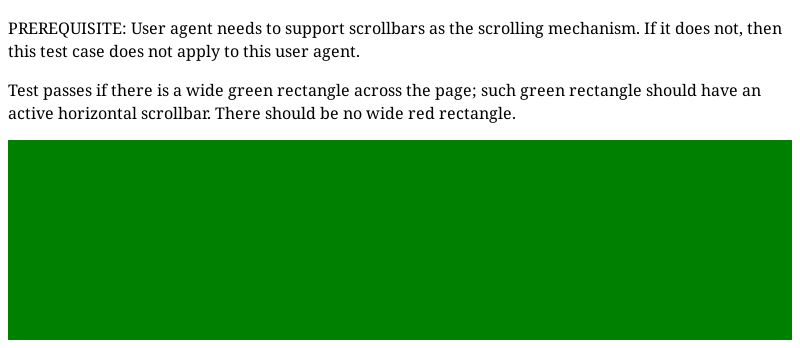 PREREQUISITE: User agent needs to support scrollbars as the scrolling mechanism. If it does not, then
this test case does not apply to this user agent.
Test passes if there is a wide green rectangle across the page; such green rectangle should have an
active horizontal scrollbar. There should be no wide red rectangle.